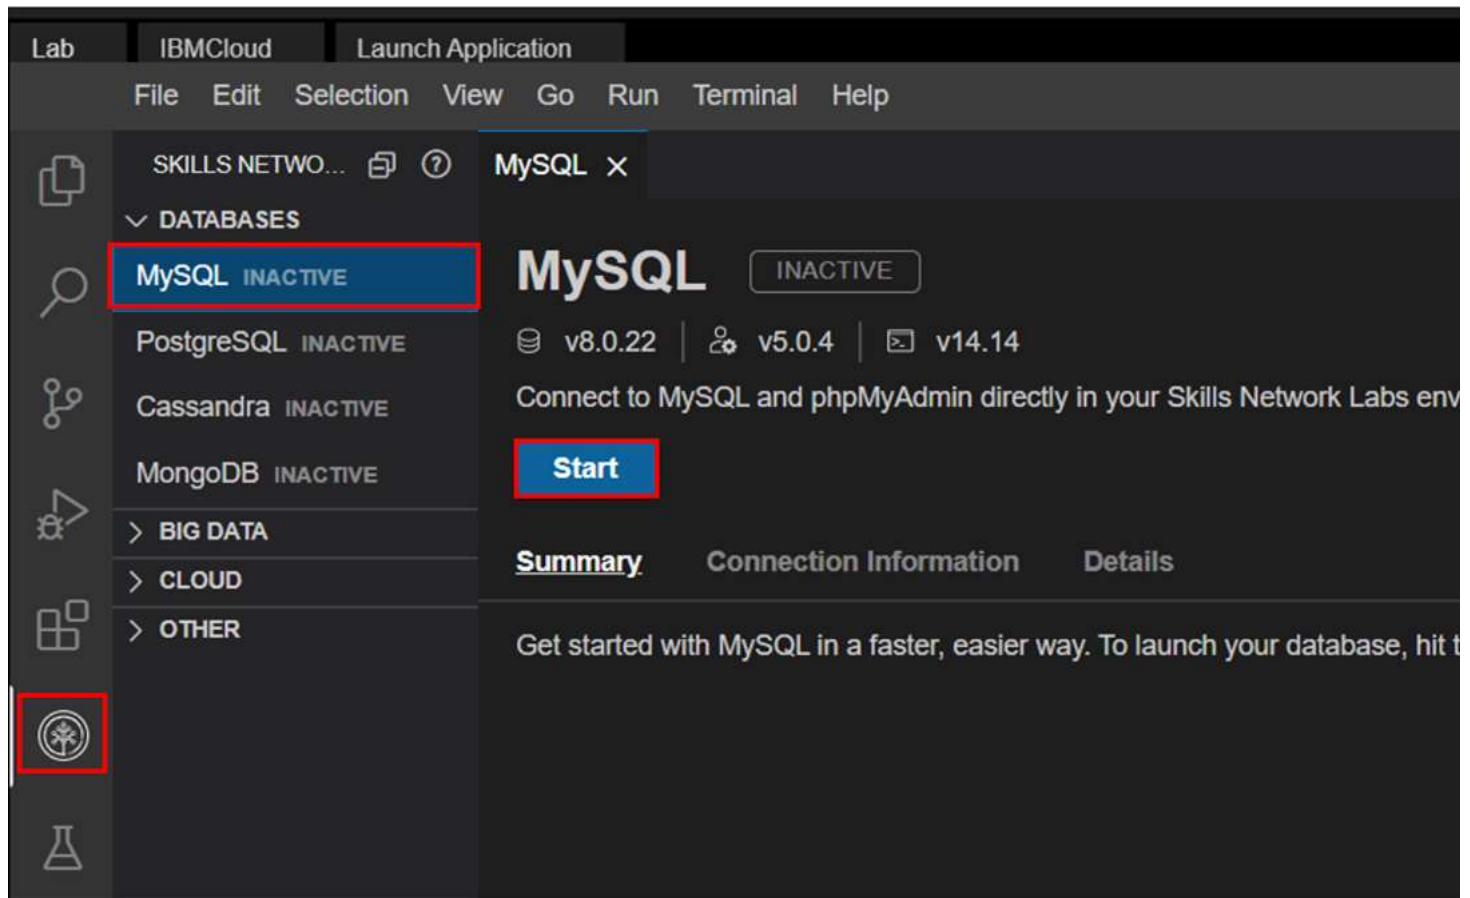 Lab IBMCloud Launch Application
File Edit Selection View Go Run Terminal Help
SKILLS NETWO...
DATABASES
MySQL INACTIVE
PostgreSQL INACTIVE
Cassandra INACTIVE
MongoDB INACTIVE
BIG DATA
CLOUD
OTHER
MySQL
MySQL INACTIVE
v8.0.22 v5.0.4 v14.14
Connect to MySQL and phpMyAdmin directly in your Skills Network Labs env
Start
Summary Connection Information Details
Get started with MySQL in a faster, easier way. To launch your database, hit t